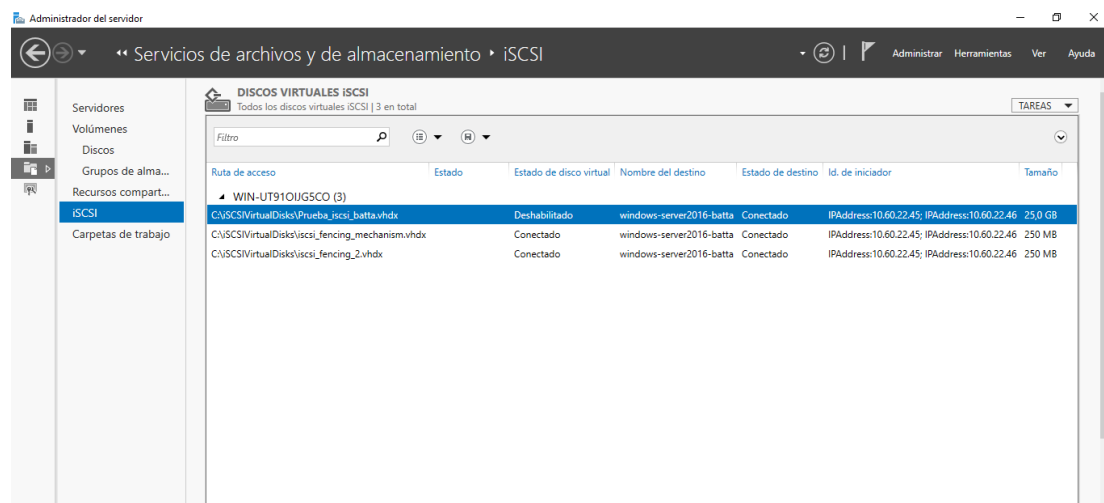 Administrador del servidor
Servicios de archivos y de almacenamiento iSCSI
Administrar Herramientas Ver Ayuda
Servidores
Volúmenes
Discos
Grupos de alma...
Recursos compart...
iSCSI
Carpetas de trabajo
DISCOS VIRTUALES iSCSI
Todos los discos virtuales iSCSI | 3 en total
TAREAS
Filtro
Ruta de acceso Estado Estado de disco virtual Nombre del destino Estado de destino Id. de iniciador Tamaño
WIN-UT91OIJG5CO (3)
C:\iSCSIVirtualDisks\Prueba_iscsi_batta.vhdx Deshabilitado windows-server2016-batta Conectado IPAddress:10.60.22.45; IPAddress:10.60.22.46 25,0 GB
C:\iSCSIVirtualDisks\iscsi_fencing_mechanism.vhdx Conectado windows-server2016-batta Conectado IPAddress:10.60.22.45; IPAddress:10.60.22.46 250 MB
C:\iSCSIVirtualDisks\iscsi_fencing_2.vhdx Conectado windows-server2016-batta Conectado IPAddress:10.60.22.45; IPAddress:10.60.22.46 250 MB